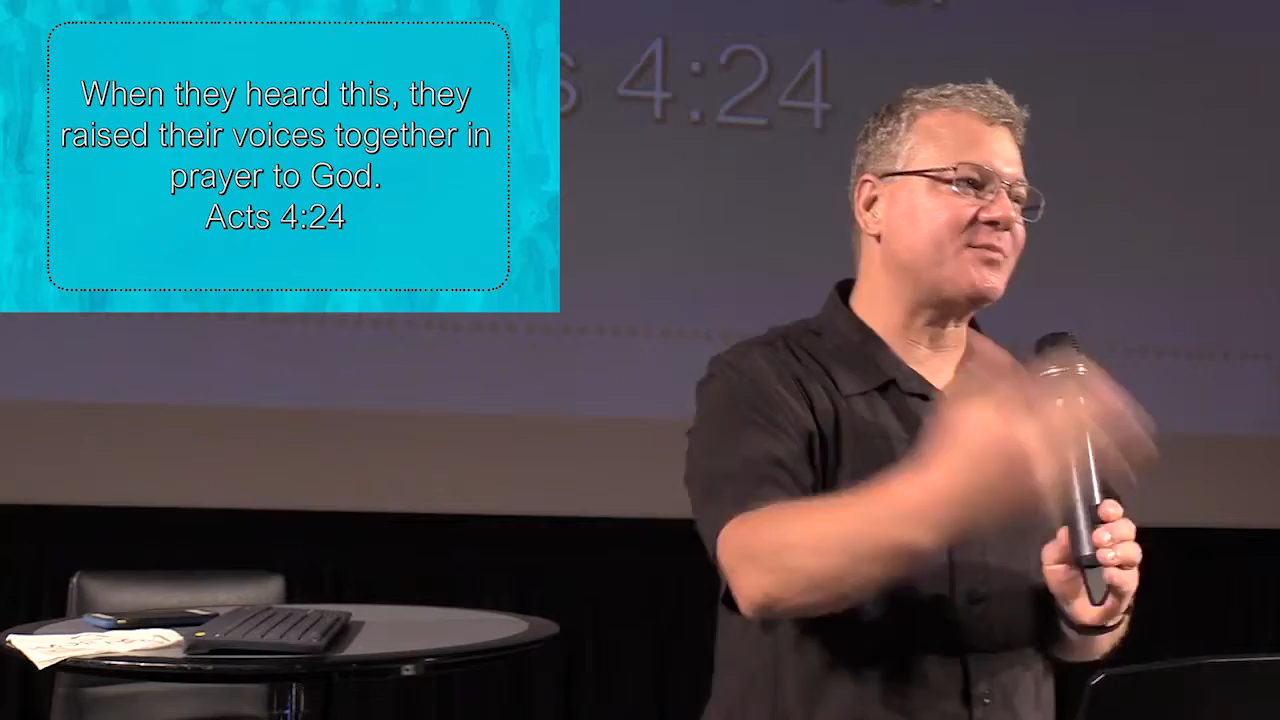 When they heard this, they
raised their voices together in
prayer to God.
Acts 4:24
s 4:24